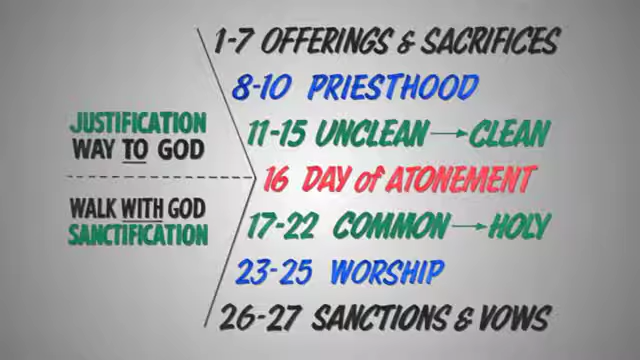 1-7 OFFERINGS & SACRIFICES
8-10 PRIESTHOOD
11-15 UNCLEAN → CLEAN
16 DAY of ATONEMENT
17-22 COMMON → HOLY
23-25 WORSHIP
26-27 SANCTIONS & VOWS
JUSTIFICATION
WAY TO GOD
WALK WITH GOD
SANCTIFICATION